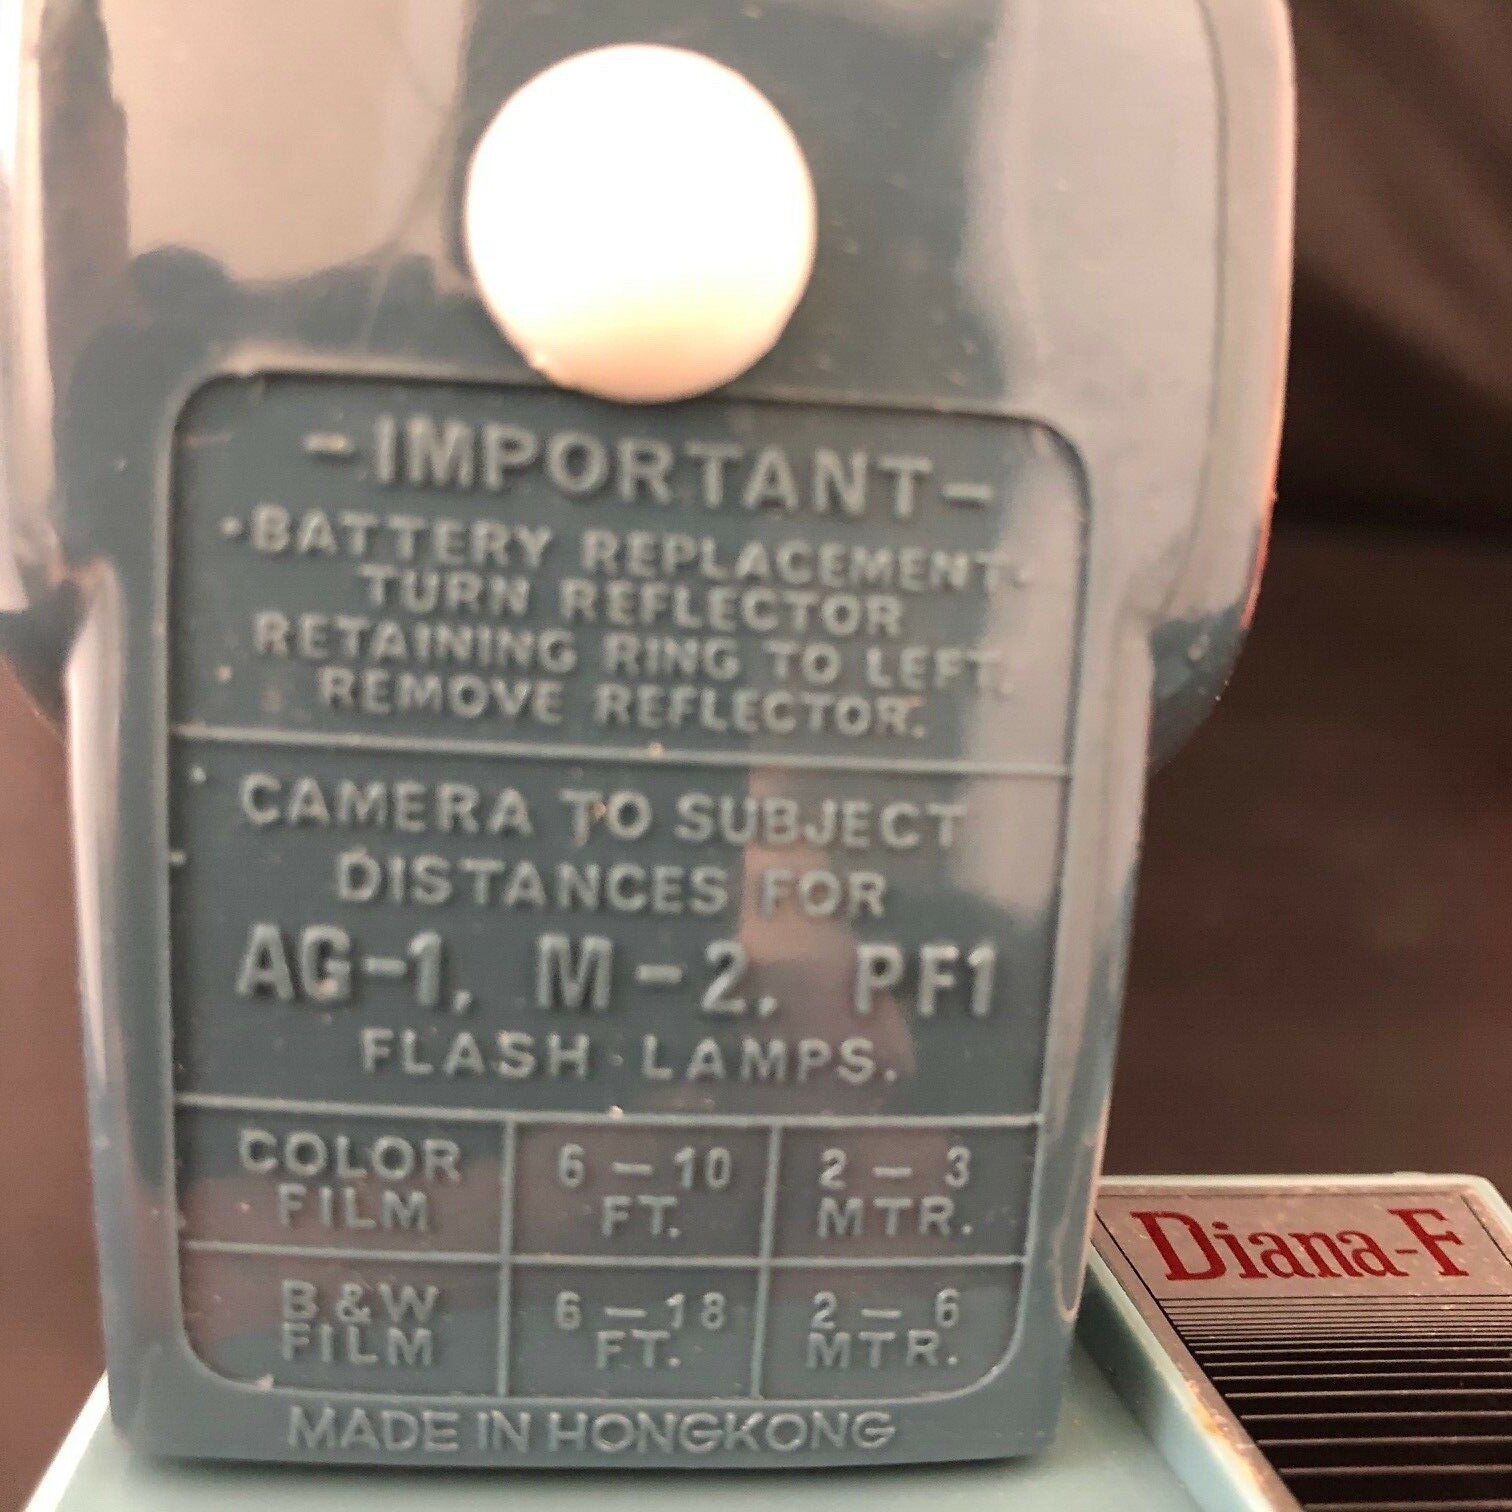 -IMPORTANT-
·BATTERY REPLACEMENT·
TURN REFLECTOR
RETAINING RING TO LEFT.
REMOVE REFLECTOR.
CAMERA TO SUBJECT
DISTANCES FOR
AG-1, M-2, PF1
FLASH LAMPS.
COLOR FILM 6-10 FT. 2-3 MTR.
B&W FILM 6-18 FT. 2-6 MTR.
MADE IN HONGKONG
Diana-F